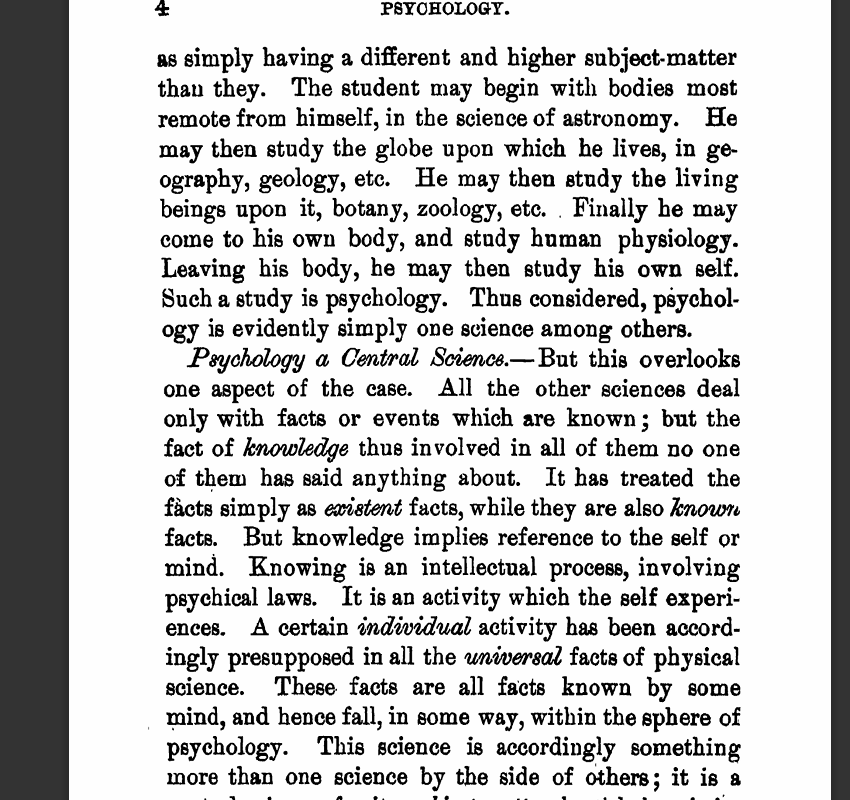 4 PSYCHOLOGY.
as simply having a different and higher subject-matter
than they. The student may begin with bodies most
remote from himself, in the science of astronomy. He
may then study the globe upon which he lives, in ge-
ography, geology, etc. He may then study the living
beings upon it, botany, zoology, etc. Finally he may
come to his own body, and study human physiology.
Leaving his body, he may then study his own self.
Such a study is psychology. Thus considered, psychol-
ogy is evidently simply one science among others.
Psychology a Central Science.—But this overlooks
one aspect of the case. All the other sciences deal
only with facts or events which are known; but the
fact of knowledge thus involved in all of them no one
of them has said anything about. It has treated the
facts simply as existent facts, while they are also known
facts. But knowledge implies reference to the self or
mind. Knowing is an intellectual process, involving
psychical laws. It is an activity which the self experi-
ences. A certain individual activity has been accord-
ingly presupposed in all the universal facts of physical
science. These facts are all facts known by some
mind, and hence fall, in some way, within the sphere of
psychology. This science is accordingly something
more than one science by the side of others; it is a